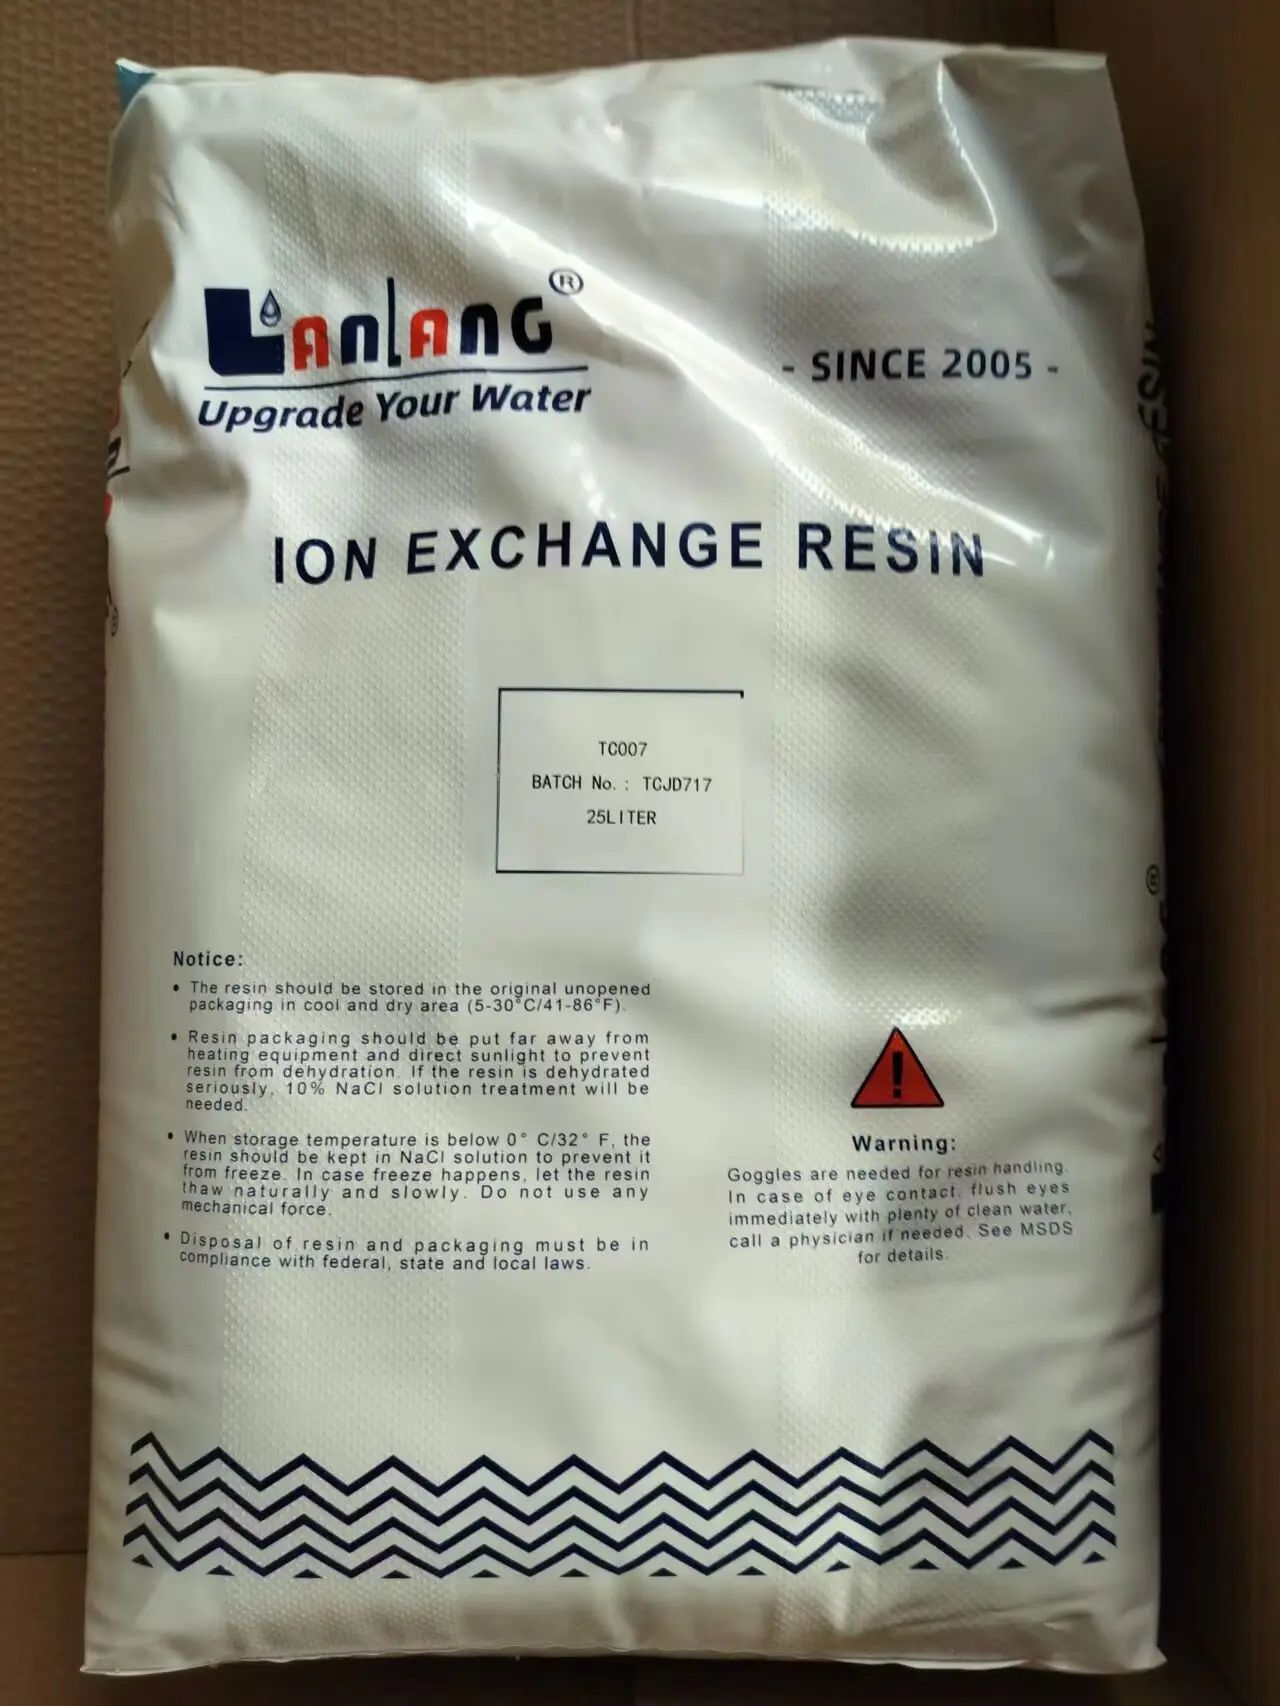 LANLANG®
Upgrade Your Water
- SINCE 2005 -
ION EXCHANGE RESIN
TC007
BATCH No.: TCJD717
25LITER
Notice:
• The resin should be stored in the original unopened
packaging in cool and dry area (5-30°C/41-86°F).
• Resin packaging should be put far away from
heating equipment and direct sunlight to prevent
resin from dehydration. If the resin is dehydrated
seriously, 10% NaCl solution treatment will be
needed.
• When storage temperature is below 0° C/32° F, the
resin should be kept in NaCl solution to prevent it
from freeze. In case freeze happens, let the resin
thaw naturally and slowly. Do not use any
mechanical force.
• Disposal of resin and packaging must be in
compliance with federal, state and local laws.
Warning:
Goggles are needed for resin handling.
In case of eye contact, flush eyes
immediately with plenty of clean water,
call a physician if needed. See MSDS
for details.